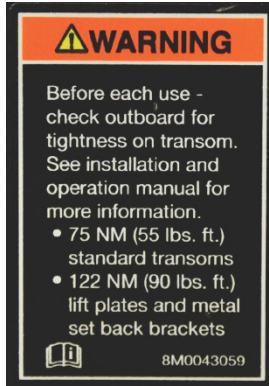 WARNING
Before each use -
check outboard for
tightness on transom.
See installation and
operation manual for
more information.
• 75 NM (55 lbs. ft.)
standard transoms
• 122 NM (90 lbs. ft.)
lift plates and metal
set back brackets
8M0043059